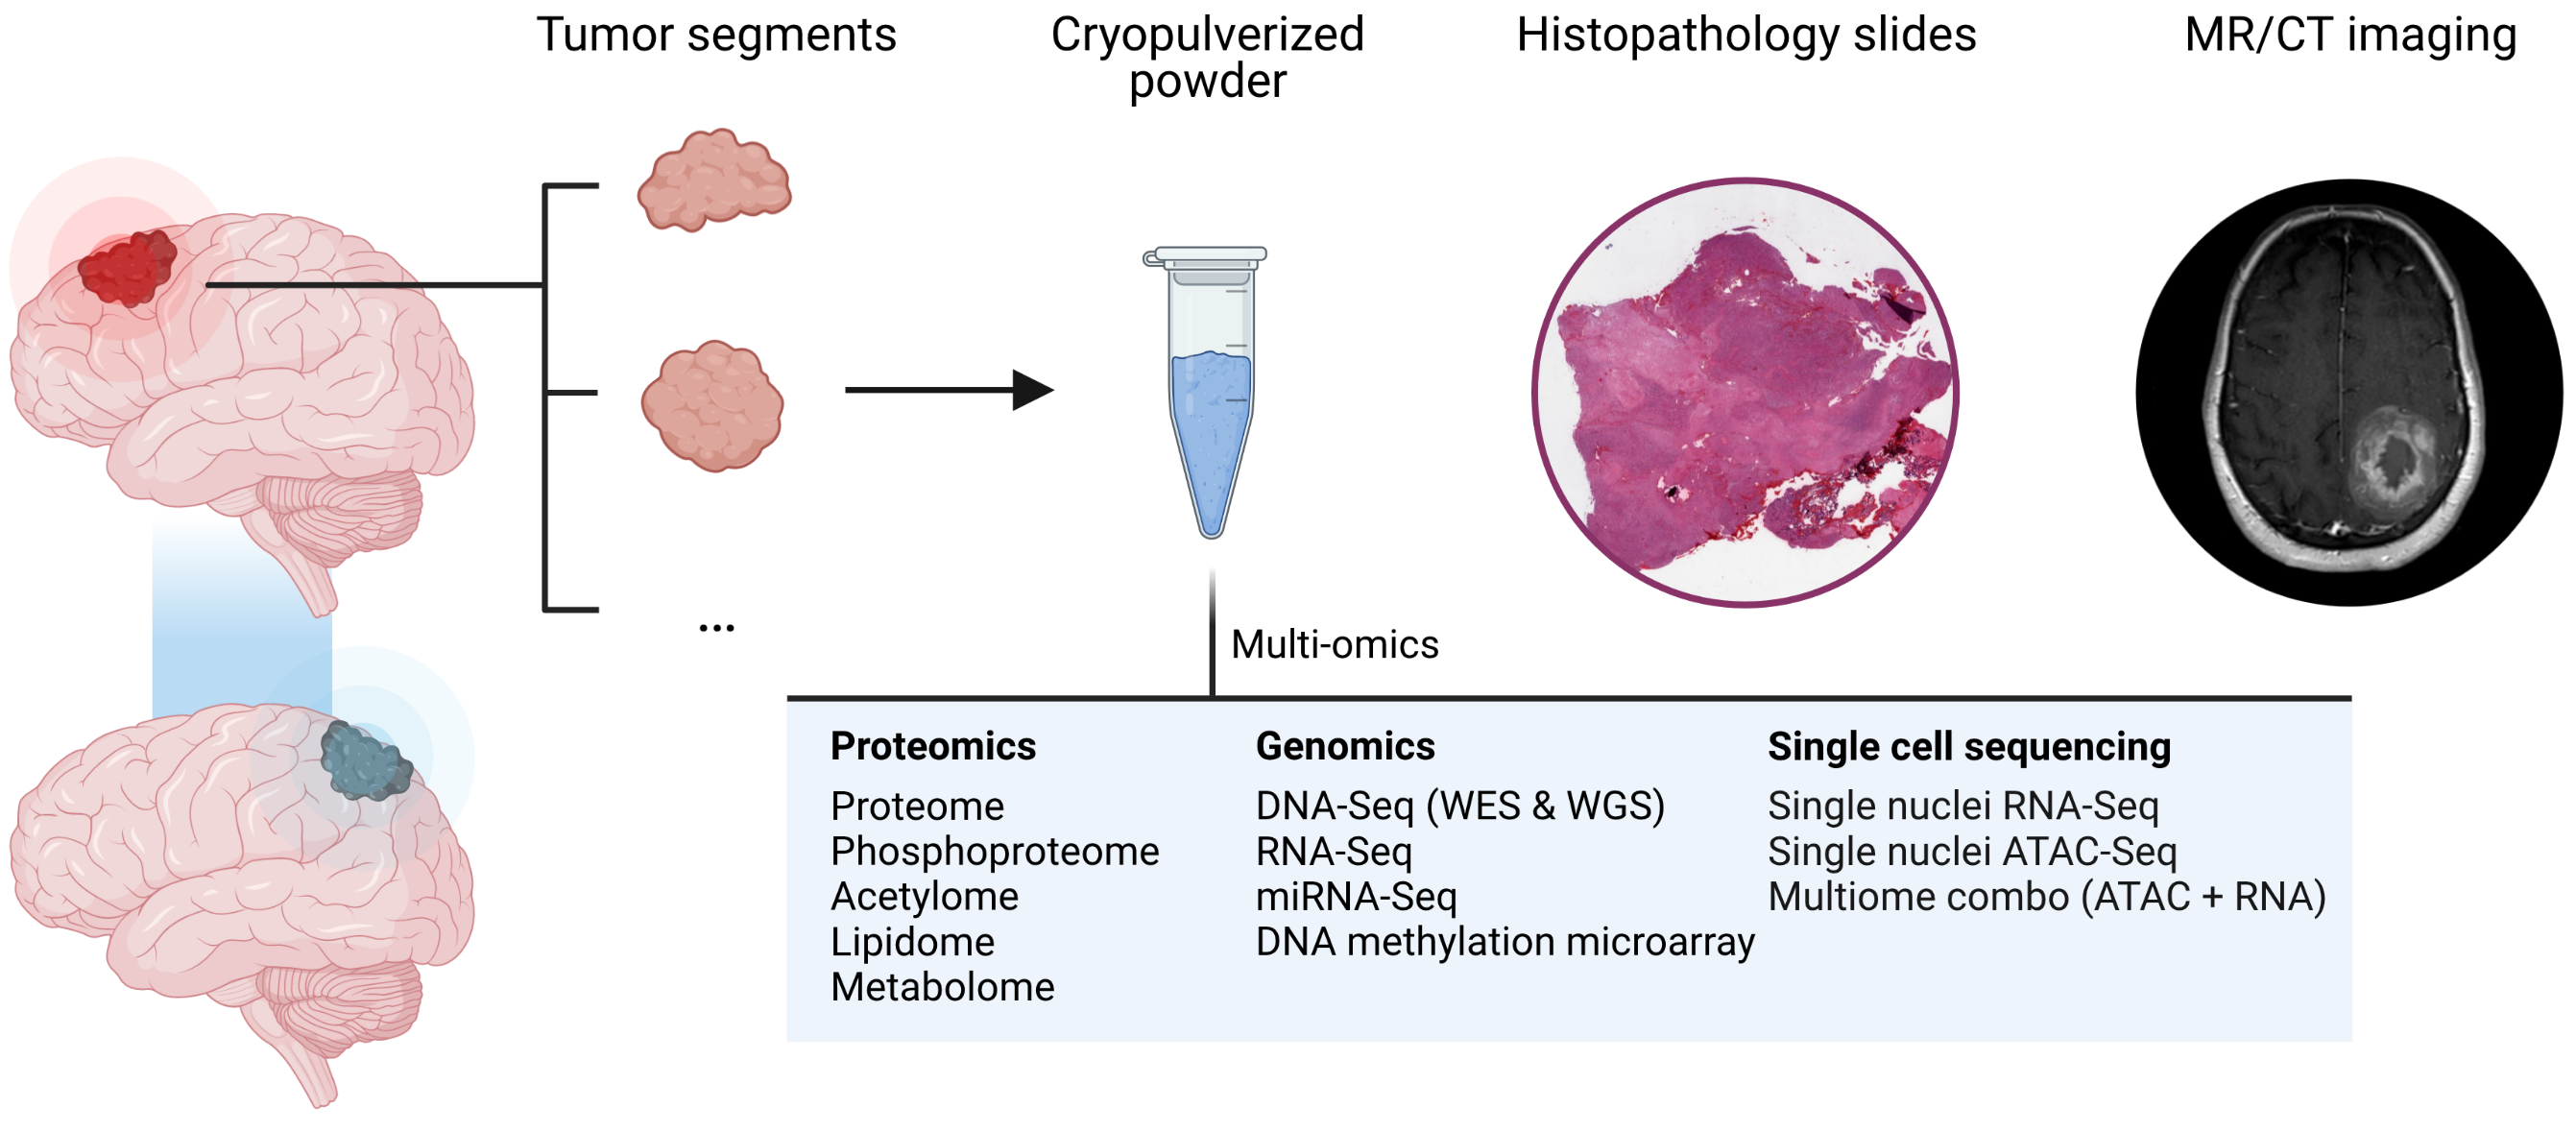 Tumor segments
Cryopulverized
powder
Histopathology slides
MR/CT imaging
...
Multi-omics
Proteomics
Proteome
Phosphoproteome
Acetylome
Lipidome
Metabolome
Genomics
DNA-Seq (WES & WGS)
RNA-Seq
miRNA-Seq
DNA methylation microarray
Single cell sequencing
Single nuclei RNA-Seq
Single nuclei ATAC-Seq
Multiome combo (ATAC + RNA)